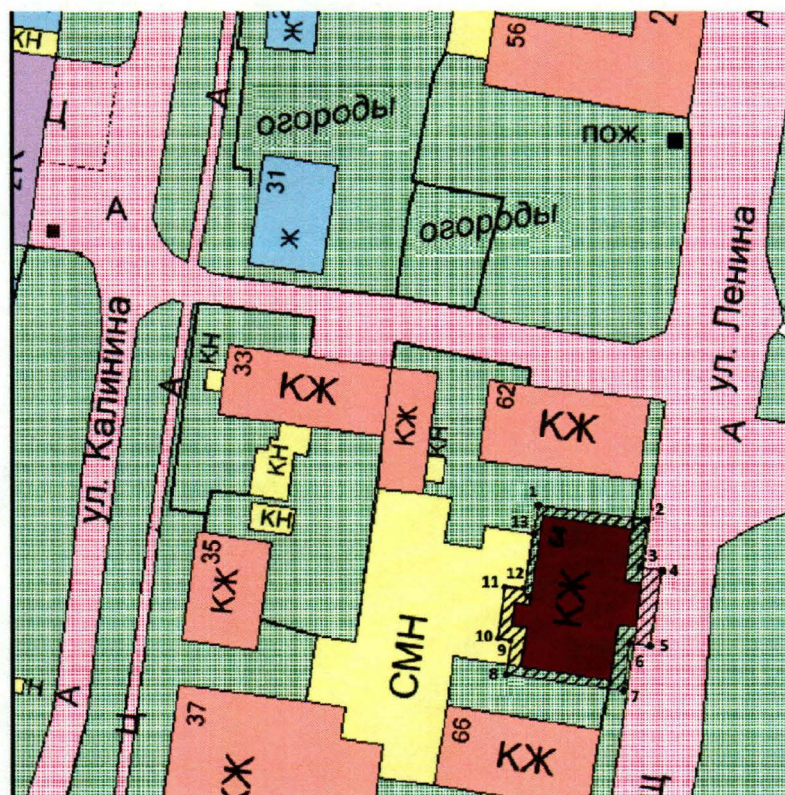 КН
Ж
56
2
А
огороды
А
пож.
Ц
31
Ж
огороды
А
ул. Ленина
ул. Калинина
КН
33
КЖ
А
КЖ
62
КЖ
А
КН
КН
КН
35
КЖ
1
2
13
64
3
4
КЖ
11
12
СМН
10
9
8
5
6
7
Н
А
Ц
37
КЖ
66
КЖ
Ц